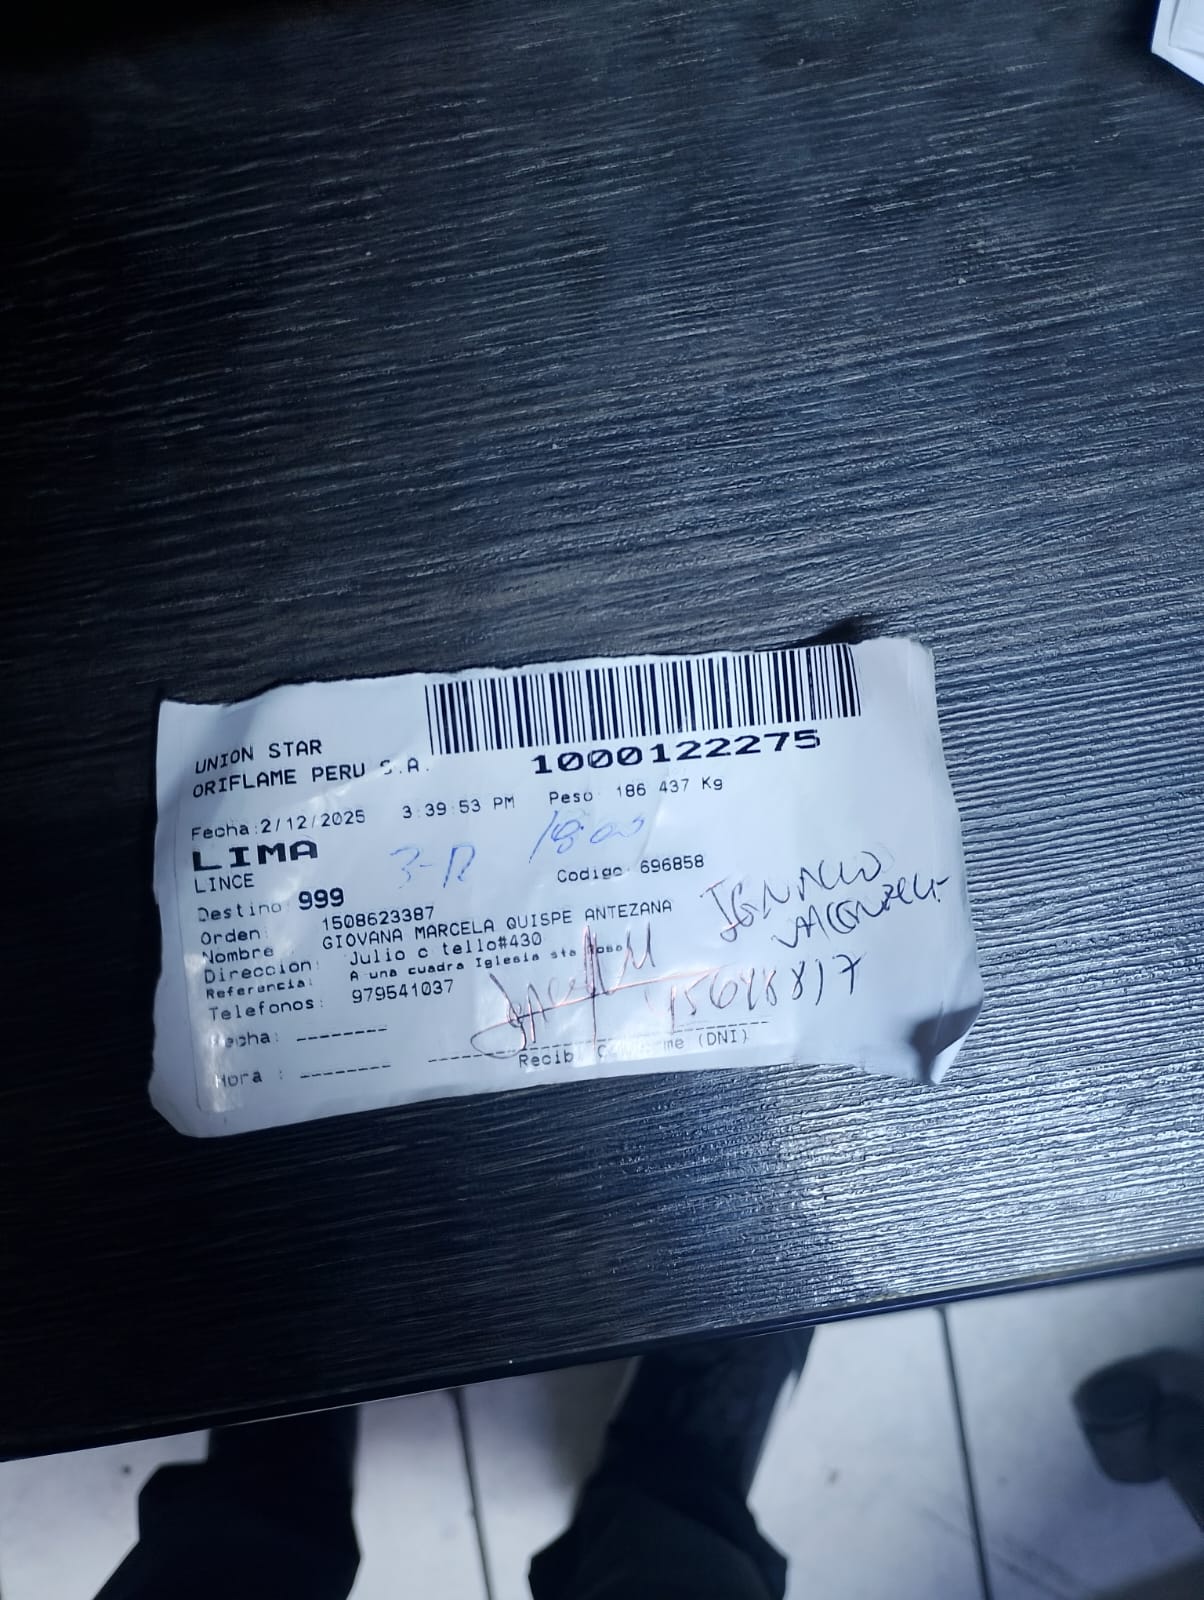 UNION STAR
ORIFLAME PERU S.A.
1000122275
Fecha:2/12/2025 3:39:53 PM Peso: 186 437 Kg
LIMA
3-12 18:00
LINCE
Codigo: 696858
Destino: 999
Orden: 1508623387
Nombre GIOVANA MARCELA QUISPE ANTEZANA
Direccion: Julio c tello#430
Referencia: A una cuadra Iglesia sta Rosa
Telefonos: 979541037
IGNACIO
Fecha: --------
Hora : --------
(DNI)